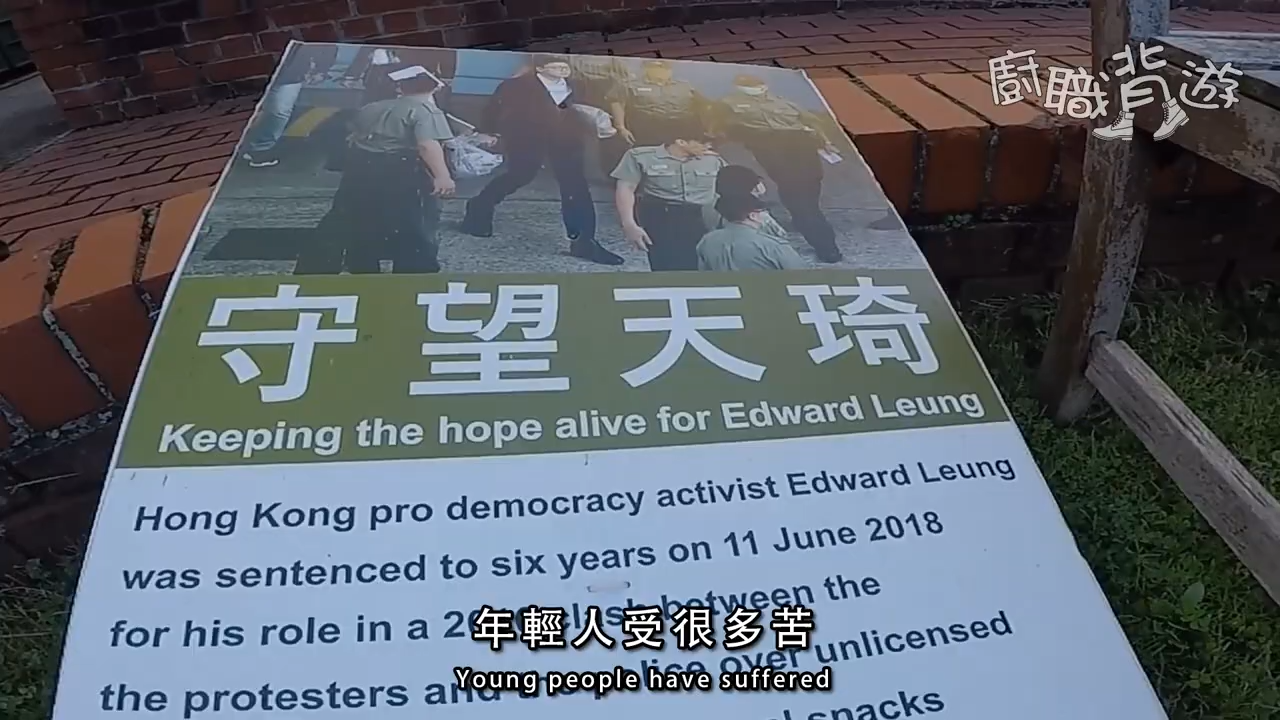 廚職背遊
守望天琦
Keeping the hope alive for Edward Leung
Hong Kong pro democracy activist Edward Leung
was sentenced to six years on 11 June 2018
for his role in a between the
the protesters and police over unlicensed
snacks
年輕人受很多苦
Young people have suffered